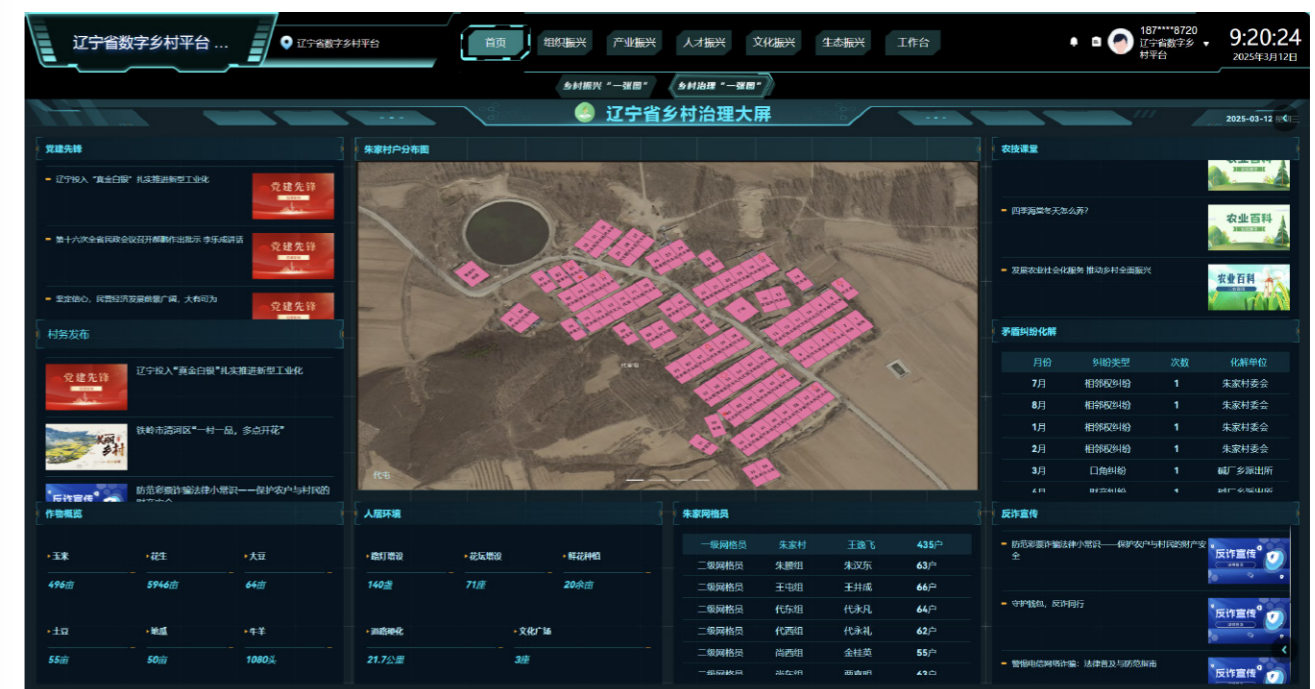 辽宁省数字乡村平台 ...
辽宁省数字乡村平台
首页
组织振兴
产业振兴
人才振兴
文化振兴
生态振兴
工作台
187****8720
辽宁省数字乡
村平台
9:20:24
2025年3月12日
乡村振兴“一张图”
乡村治理“一张图”
辽宁省乡村治理大屏
2025-03-12
党建先锋
辽宁投入“真金白银”扎实推进新型工业化
党建先锋
第十六次全省民政会议召开郝鹏作出批示 李乐成讲话
党建先锋
坚定信心，民营经济发展前景广阔，大有可为
党建先锋
村务发布
党建先锋
辽宁投入“真金白银”扎实推进新型工业化
美丽
乡村
铁岭市清河区“一村一品，多点开花”
反诈宣传
防范彩票诈骗法律小常识——保护农户与村民的
朱家村户分布图
代屯
农技课堂
四季海棠冬天怎么养?
农业百科
发展农业社会化服务 推动乡村全面振兴
农业百科
矛盾纠纷化解
月份 纠纷类型 次数 化解单位
7月 相邻权纠纷 1 朱家村委会
8月 相邻权纠纷 1 朱家村委会
1月 相邻权纠纷 1 朱家村委会
2月 相邻权纠纷 1 朱家村委会
3月 口角纠纷 1 碱厂乡派出所
作物概览
玉米 花生 大豆
496亩 5946亩 64亩
土豆 地瓜 牛羊
55亩 50亩 1080头
人居环境
路灯增设 花坛增设 鲜花种植
140盏 71座 20余亩
道路硬化 文化广场
21.7公里 3座
朱家网格员
一级网格员 朱家村 王逸飞 435户
二级网格员 朱腰组 朱汉东 63户
二级网格员 王屯组 王井成 66户
二级网格员 代东组 代永凡 64户
二级网格员 代西组 代永礼 62户
二级网格员 尚西组 金桂英 55户
二级网格员 尚东组 63户
反诈宣传
防范彩票诈骗法律小常识——保护农户与村民的财产安
全
反诈宣传
守护钱包，反诈同行
反诈宣传
警惕电信网络诈骗：法律普及与防范指南
反诈宣传